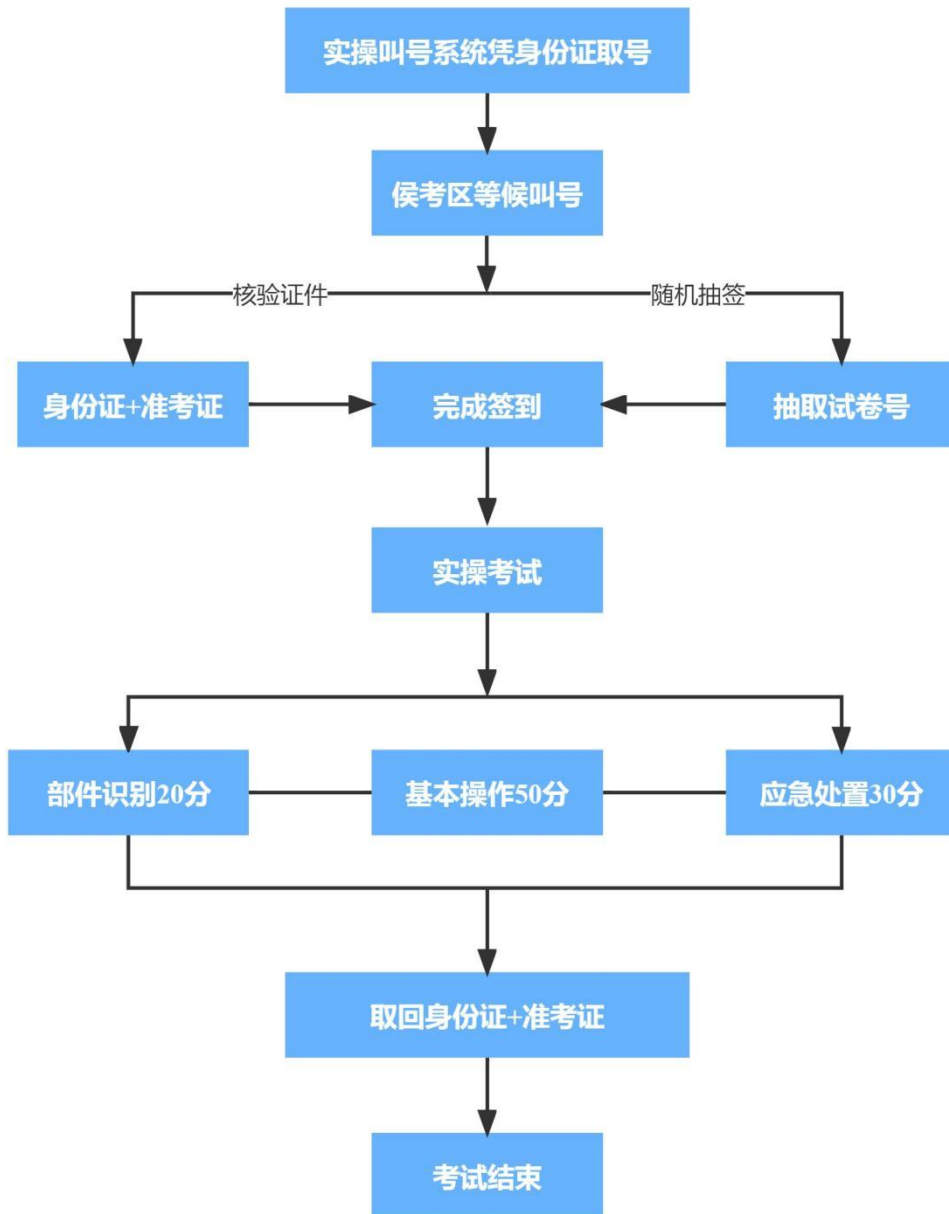 实操叫号系统凭身份证取号
侯考区等候叫号
核验证件
随机抽签
身份证+准考证
完成签到
抽取试卷号
实操考试
部件识别20分
基本操作50分
应急处置30分
取回身份证+准考证
考试结束